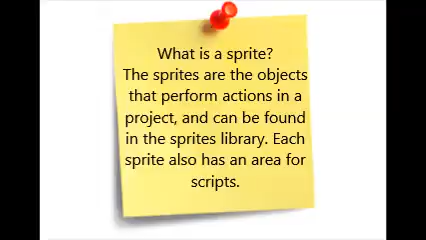 What is a sprite?
The sprites are the objects
that perform actions in a
project, and can be found
in the sprites library. Each
sprite also has an area for
scripts.